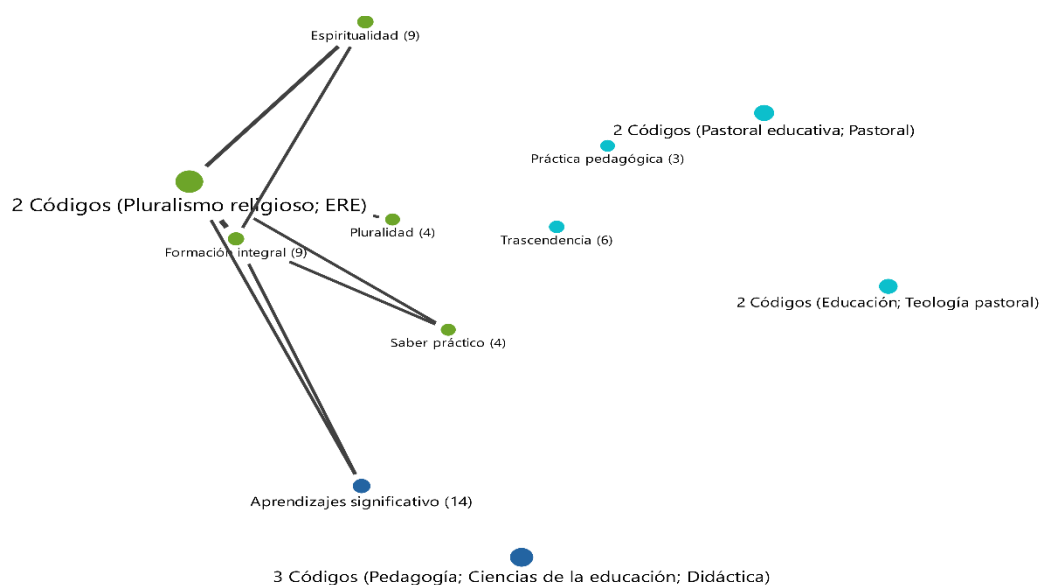 Espiritualidad (9)
2 Códigos (Pastoral educativa; Pastoral)
Práctica pedagógica (3)
2 Códigos (Pluralismo religioso; ERE)
Pluralidad (4)
Trascendencia (6)
Formación integral (9)
2 Códigos (Educación; Teología pastoral)
Saber práctico (4)
Aprendizajes significativo (14)
3 Códigos (Pedagogía; Ciencias de la educación; Didáctica)